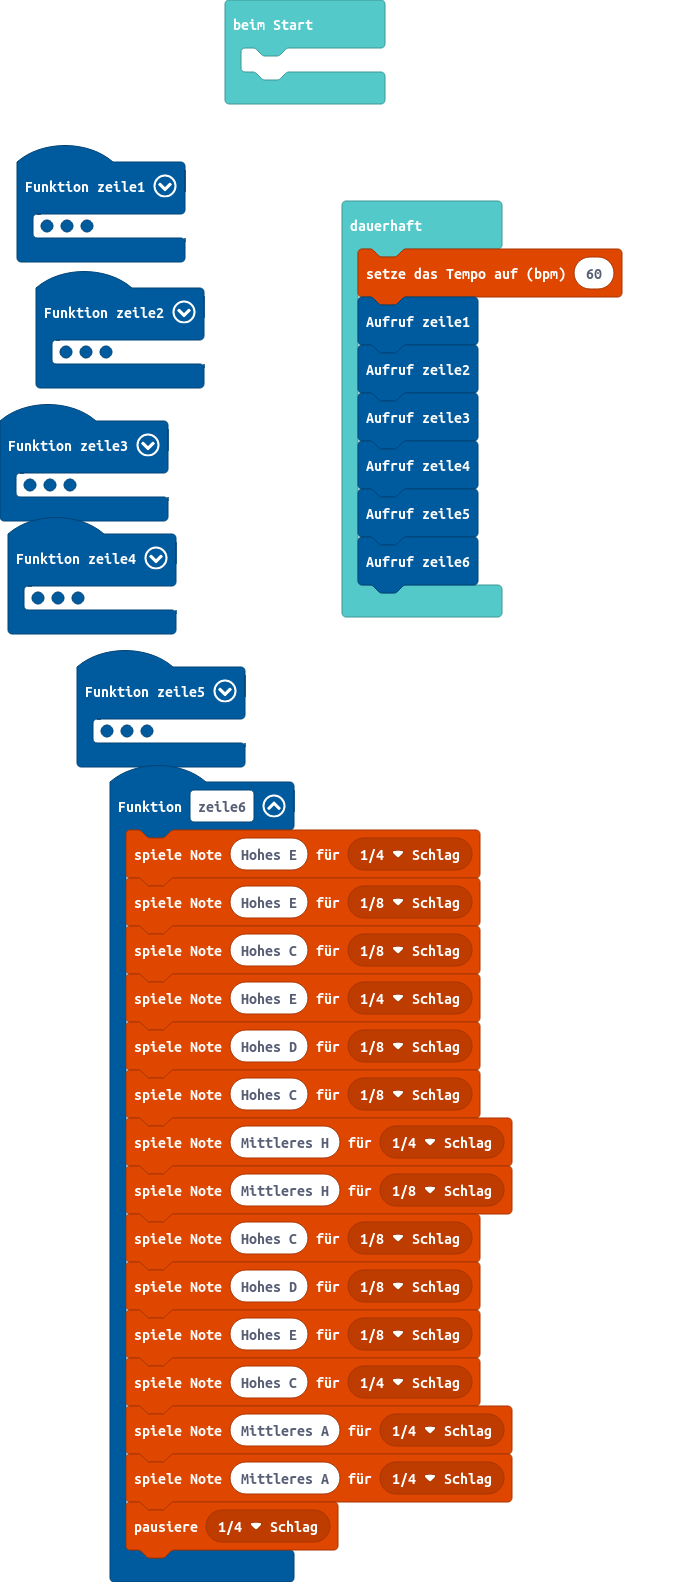 beim Start
Funktion zeile1
dauerhaft
setze das Tempo auf (bpm) 60
Aufruf zeile1
Aufruf zeile2
Aufruf zeile3
Aufruf zeile4
Aufruf zeile5
Aufruf zeile6
Funktion zeile2
Funktion zeile3
Funktion zeile4
Funktion zeile5
Funktion zeile6
spiele Note Hohes E für 1/4 Schlag
spiele Note Hohes E für 1/8 Schlag
spiele Note Hohes C für 1/8 Schlag
spiele Note Hohes E für 1/4 Schlag
spiele Note Hohes D für 1/8 Schlag
spiele Note Hohes C für 1/8 Schlag
spiele Note Mittleres H für 1/4 Schlag
spiele Note Mittleres H für 1/8 Schlag
spiele Note Hohes C für 1/8 Schlag
spiele Note Hohes D für 1/8 Schlag
spiele Note Hohes E für 1/8 Schlag
spiele Note Hohes C für 1/4 Schlag
spiele Note Mittleres A für 1/4 Schlag
spiele Note Mittleres A für 1/4 Schlag
pausiere 1/4 Schlag